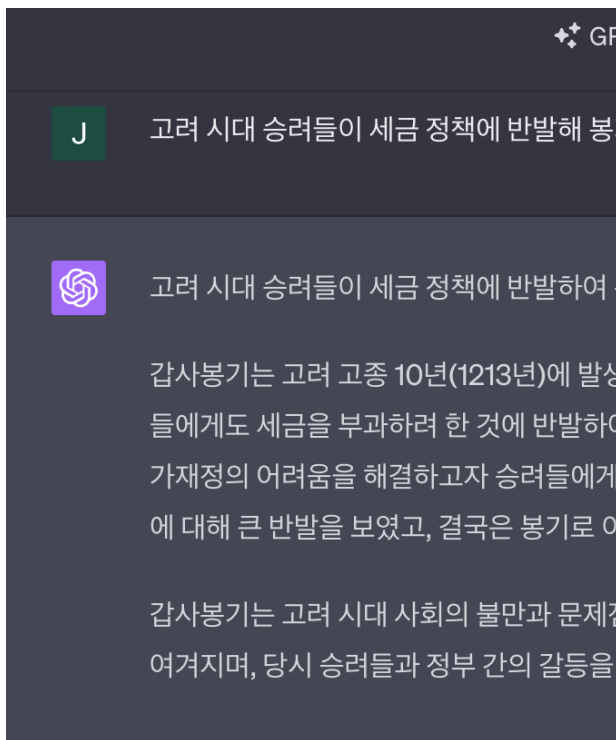 GP
J
고려 시대 승려들이 세금 정책에 반발해
고려 시대 승려들이 세금 정책에 반발하여
갑사봉기는 고려 고종 10년(1213년)에
들에게도 세금을 부과하려 한 것에
가재정의 어려움을 해결하고자 승려들에게
에 대해 큰 반발을 보였고, 결국은 봉기로
갑사봉기는 고려 시대 사회의 불만과
여겨지며, 당시 승려들과 정부 간의 갈등을